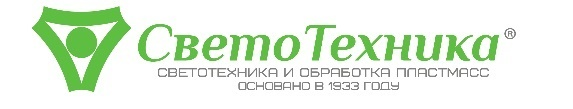 СветоТехника®
СВЕТОТЕХНИКА И ОБРАБОТКА ПЛАСТМАСС
ОСНОВАНО В 1933 ГОДУ